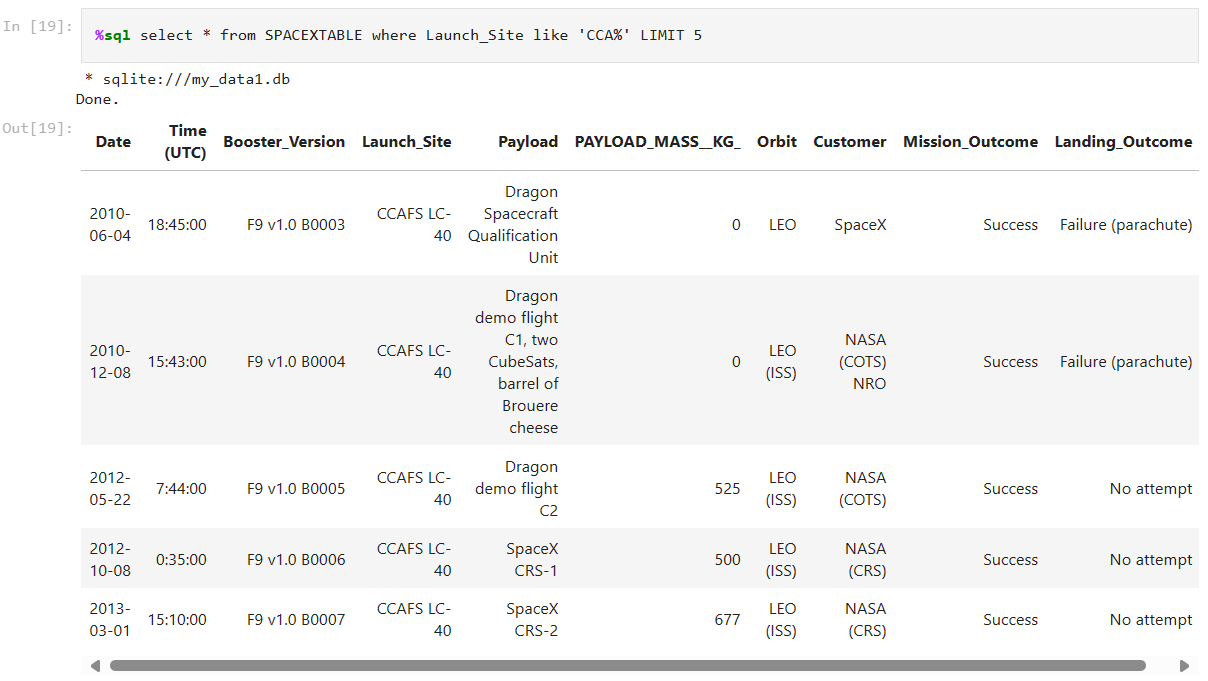 In [19]: %sql select * from SPACEXTABLE where Launch_Site like 'CCA%' LIMIT 5
* sqlite:///my_data1.db
Done.
Out[19]:
Date Time (UTC) Booster_Version Launch_Site Payload PAYLOAD_MASS__KG_ Orbit Customer Mission_Outcome Landing_Outcome
2010-06-04 18:45:00 F9 v1.0 B0003 CCAFS LC-40 Dragon Spacecraft Qualification Unit 0 LEO SpaceX Success Failure (parachute)
2010-12-08 15:43:00 F9 v1.0 B0004 CCAFS LC-40 Dragon demo flight C1, two CubeSats, barrel of Brouere cheese 0 LEO (ISS) NASA (COTS) NRO Success Failure (parachute)
2012-05-22 7:44:00 F9 v1.0 B0005 CCAFS LC-40 Dragon demo flight C2 525 LEO (ISS) NASA (COTS) Success No attempt
2012-10-08 0:35:00 F9 v1.0 B0006 CCAFS LC-40 SpaceX CRS-1 500 LEO (ISS) NASA (CRS) Success No attempt
2013-03-01 15:10:00 F9 v1.0 B0007 CCAFS LC-40 SpaceX CRS-2 677 LEO (ISS) NASA (CRS) Success No attempt